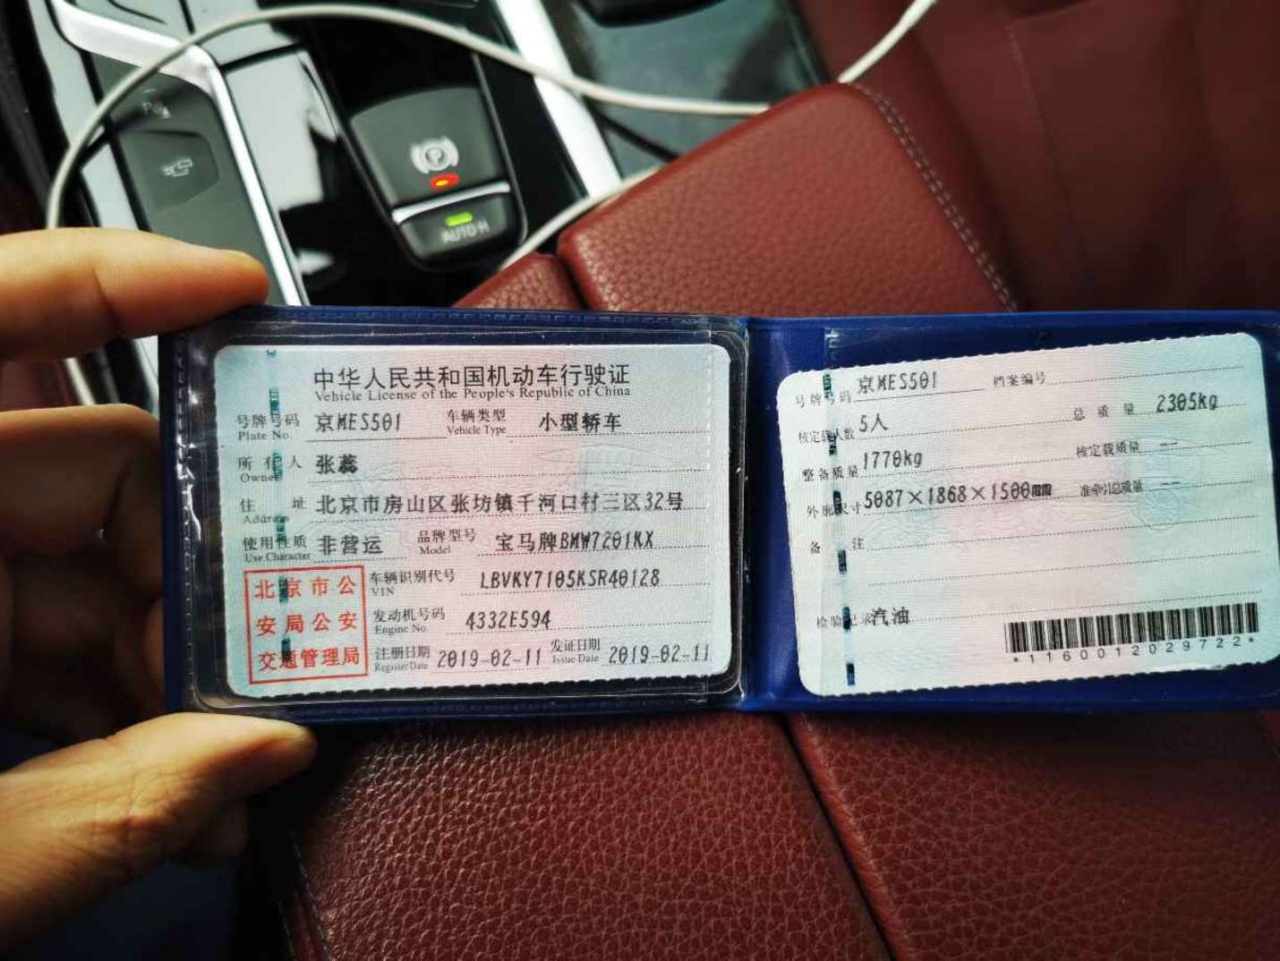 AUTO H
中华人民共和国机动车行驶证
Vehicle License of the People's Republic of China
号牌号码 京MES501 车辆类型 小型轿车
Plate No. Vehicle Type
所有人 张蕊
Owner
住址 北京市房山区张坊镇千河口村三区32号
Address
使用性质 非营运 品牌型号 宝马牌BMW7201KX
Use Character Model
北京市公
安局公安
交通管理局
车辆识别代号 LBVKY7105KSR40128
VIN
发动机号码 4332E594
Engine No.
注册日期 2019-02-11 发证日期 2019-02-11
Register Date Issue Date
号牌号码 京MES501 档案编号
核定载人数 5人 总质量 2305kg
整备质量 1770kg 核定载质量 --
外廓尺寸 5087×1868×1500mm 准牵引总质量 --
备注
检验记录 汽油
*1160012029722*